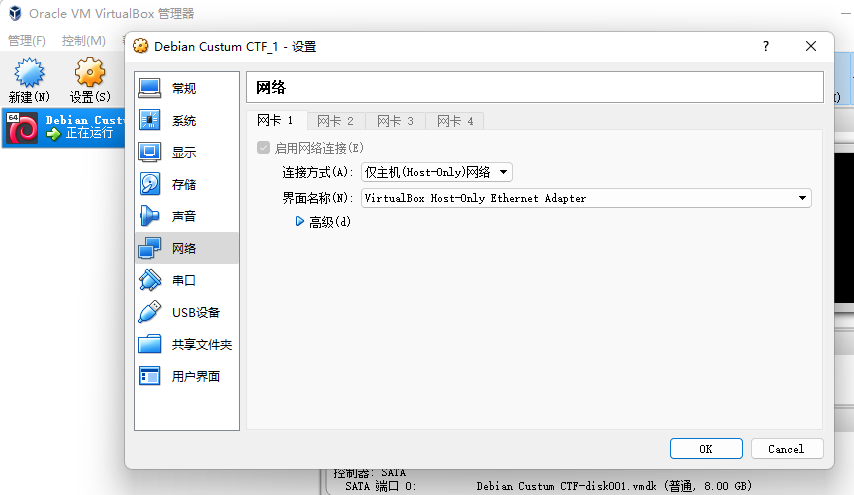 Oracle VM VirtualBox 管理器
管理(F) 控制(M)
Debian Custum CTF_1 - 设置
?
新建(N) 设置(S)
64
Debian Custu
正在运行
常规
系统
显示
存储
声音
网络
串口
USB设备
共享文件夹
用户界面
网络
网卡 1 网卡 2 网卡 3 网卡 4
启用网络连接(E)
连接方式(A): 仅主机(Host-Only)网络
界面名称(N): VirtualBox Host-Only Ethernet Adapter
高级(d)
OK Cancel
控制器: SATA
SATA 端口 0: Debian Custum CTF-disk001.vmdk (普通, 8.00 GB)